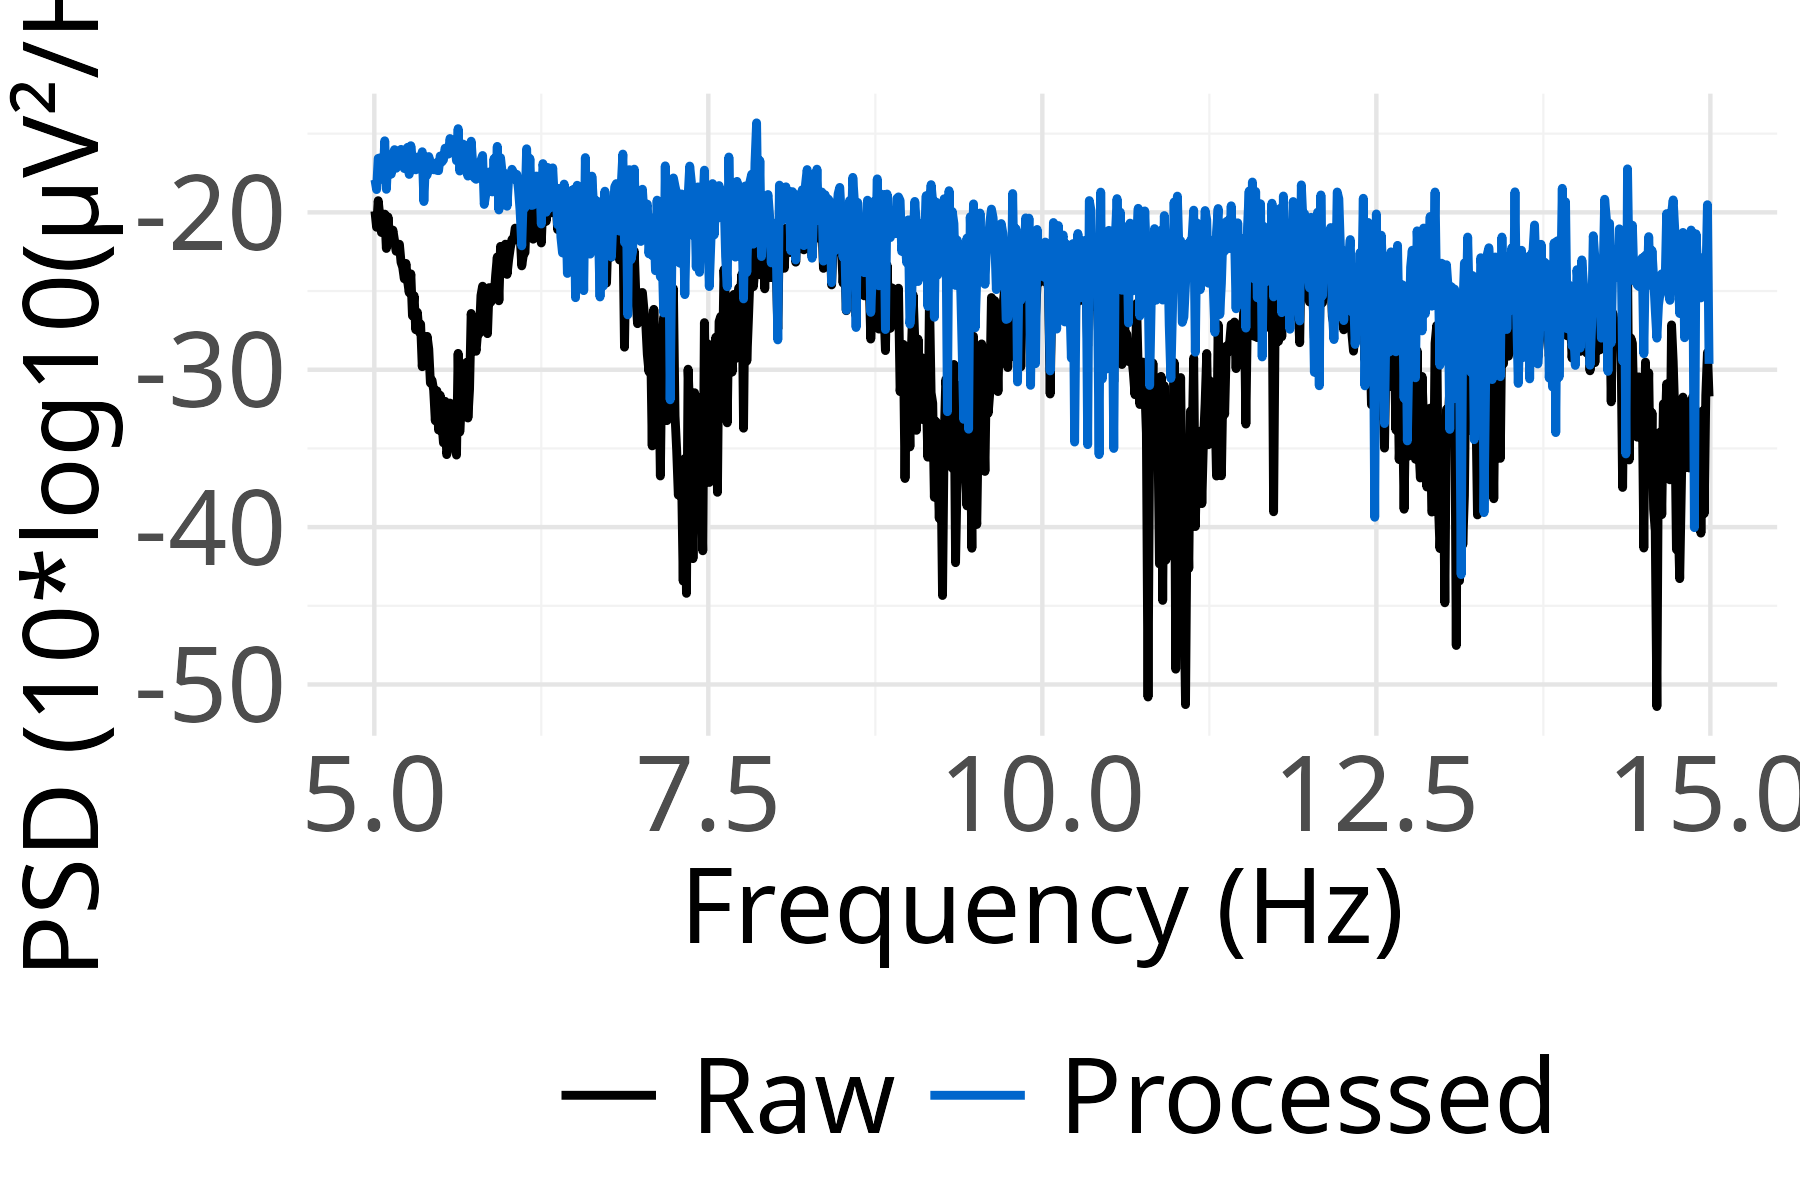 PSD (10*log10(μV²/H
-20
-30
-40
-50
5.0 7.5 10.0 12.5 15.0
Frequency (Hz)
Raw Processed